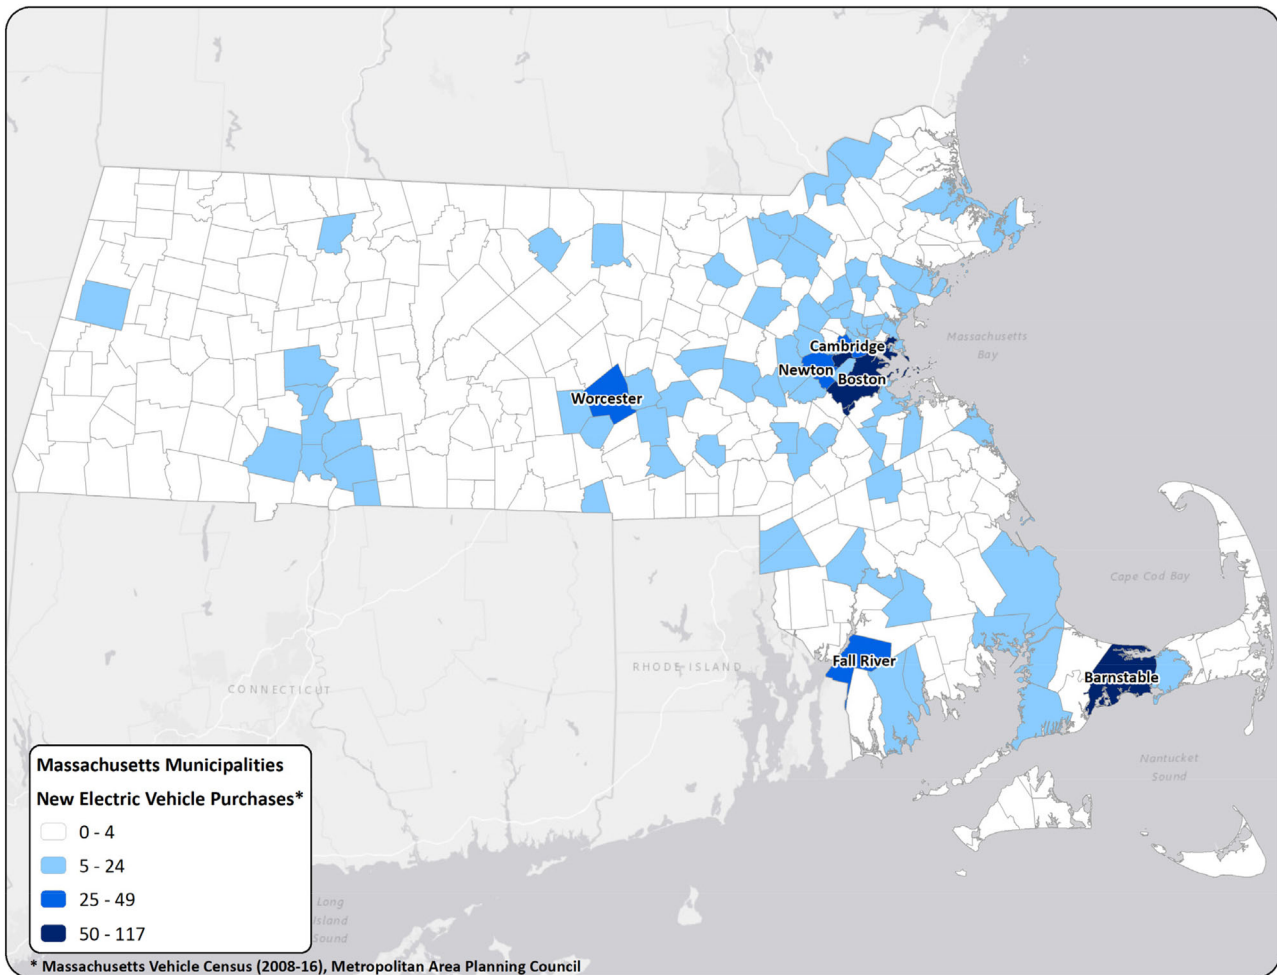 Massachusetts
Bay
Cambridge
Newton
Boston
Worcester
Cape Cod Bay
Fall River
RHODE ISLAND
Barnstable
CONNECTICUT
Nantucket
Sound
Massachusetts Municipalities
New Electric Vehicle Purchases*
0 - 4
5 - 24
25 - 49
50 - 117
Long
Island
Sound
* Massachusetts Vehicle Census (2008-16), Metropolitan Area Planning Council